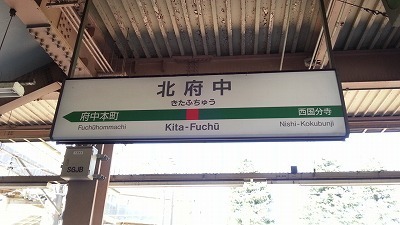 北府中
きたふちゅう
府中本町
西国分寺
Fuchūhommachi
Kita-Fuchū
Nishi-Kokubunji
SGJB